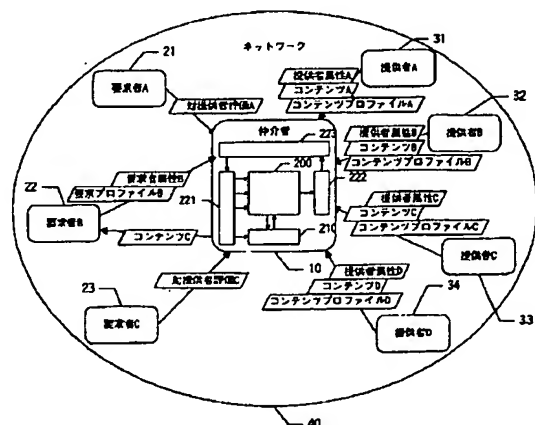 ネットワーク
21
要求者A
対提供者評価A
31
提供者A
提供者属性A
コンテンツA
コンテンツプロファイルA
32
提供者B
提供者属性B
コンテンツB
コンテンツプロファイルB
仲介者
223
200
221
222
210
10
22
要求者B
要求者属性B
要求プロファイルB
コンテンツC
提供者属性C
コンテンツC
コンテンツプロファイルC
提供者C
33
23
要求者C
対提供者評価C
提供者属性D
コンテンツD
コンテンツプロファイルD
34
提供者D
40